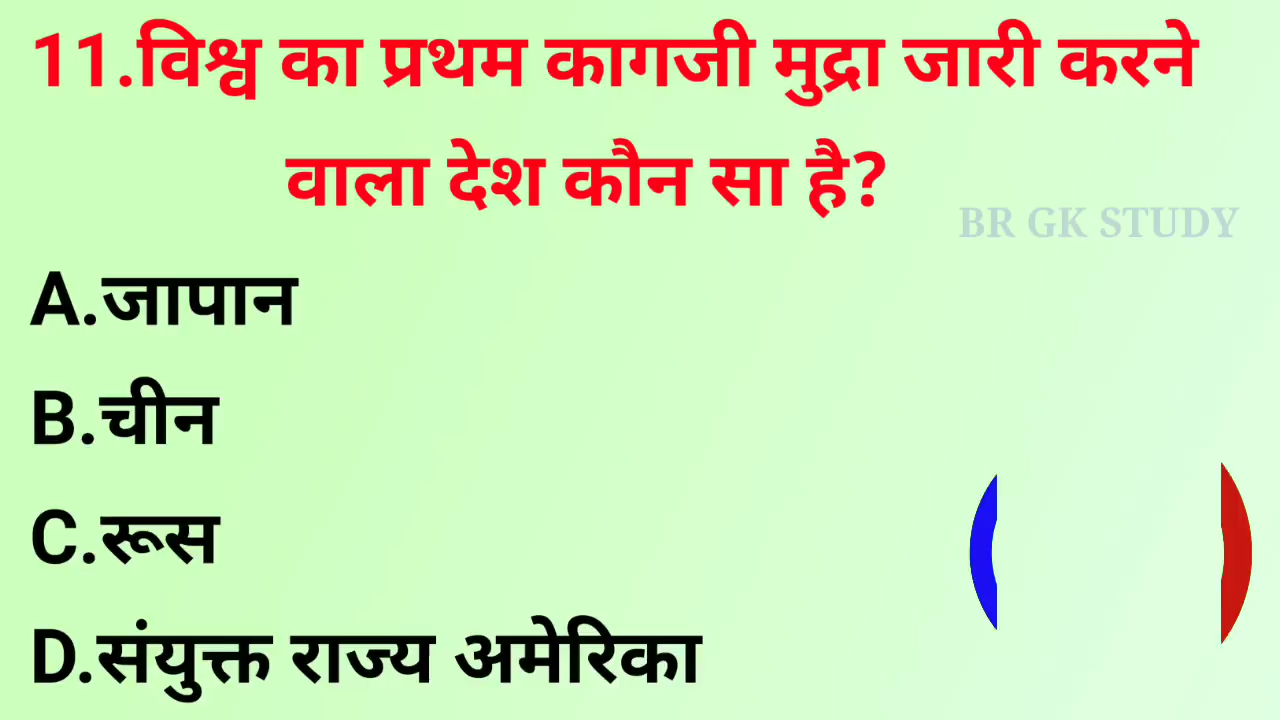 11.विश्व का प्रथम कागजी मुद्रा जारी करने
वाला देश कौन सा है?
BR GK STUDY
A.जापान
B.चीन
C.रूस
D.संयुक्त राज्य अमेरिका